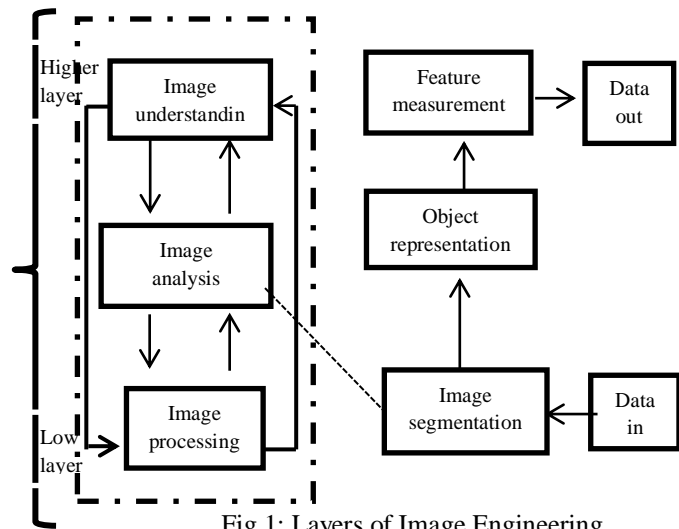 Higher
layer
Image
understandin
Image
analysis
Image
processing
Low
layer
Feature
measurement
Data
out
Object
representation
Image
segmentation
Data
in
Fig 1: Layers of Image Engineering